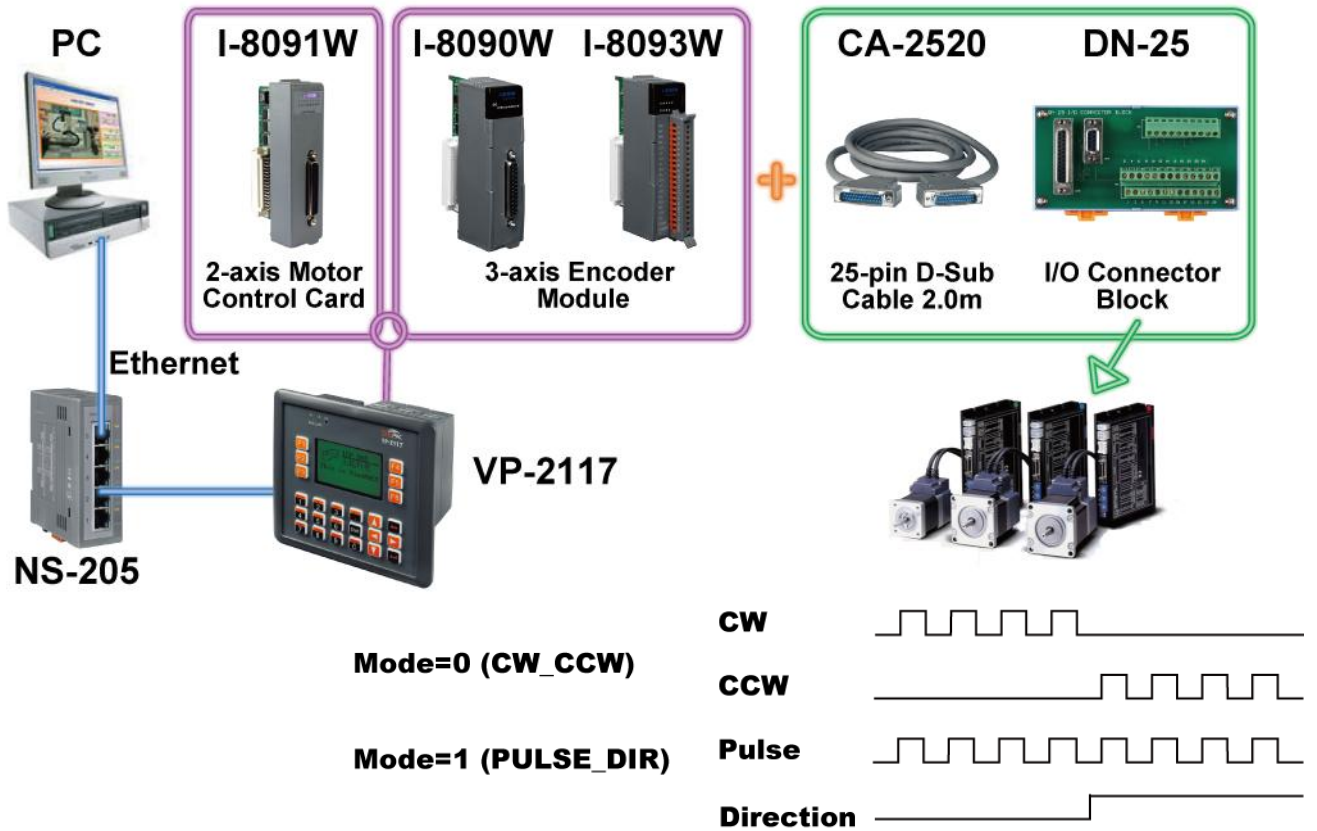 PC
I-8091W
I-8090W
I-8093W
CA-2520
DN-25
2-axis Motor
Control Card
3-axis Encoder
Module
25-pin D-Sub
Cable 2.0m
I/O Connector
Block
Ethernet
VP-2117
NS-205
CW
Mode=0 (CW_CCW)
CCW
Mode=1 (PULSE_DIR)
Pulse
Direction